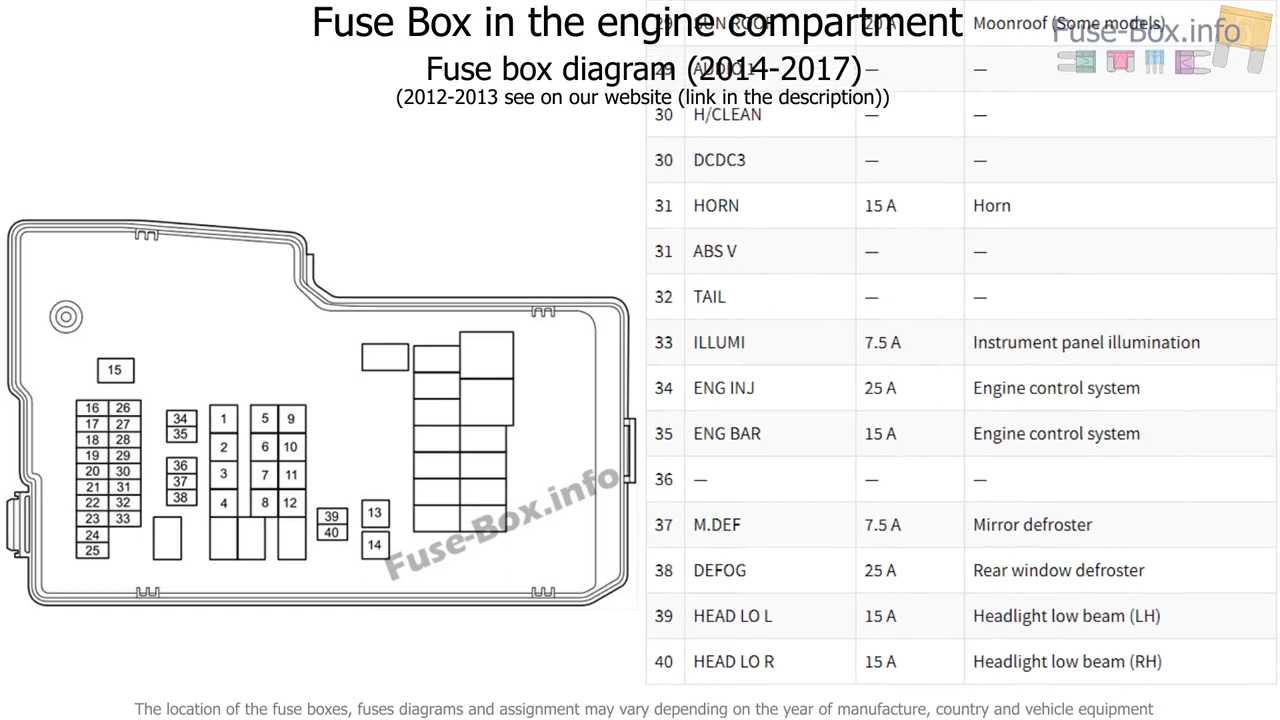 Fuse Box in the engine compartment
Fuse box diagram (2014-2017)
(2012-2013 see on our website (link in the description))
Fuse-Box.info
29 SUN ROOF 20 A Moonroof (Some models)
29 AUDIO 1 — —
30 H/CLEAN — —
30 DCDC3 — —
31 HORN 15 A Horn
31 ABS V — —
32 TAIL — —
33 ILLUMI 7.5 A Instrument panel illumination
34 ENG INJ 25 A Engine control system
35 ENG BAR 15 A Engine control system
36 — — —
37 M.DEF 7.5 A Mirror defroster
38 DEFOG 25 A Rear window defroster
39 HEAD LO L 15 A Headlight low beam (LH)
40 HEAD LO R 15 A Headlight low beam (RH)
15
16 26
17 27
18 28
19 29
20 30
21 31
22 32
23 33
24
25
34
35
36
37
38
1 5 9
2 6 10
3 7 11
4 8 12
39
40
13
14
Fuse-Box.info
The location of the fuse boxes, fuses diagrams and assignment may vary depending on the year of manufacture, country and vehicle equipment